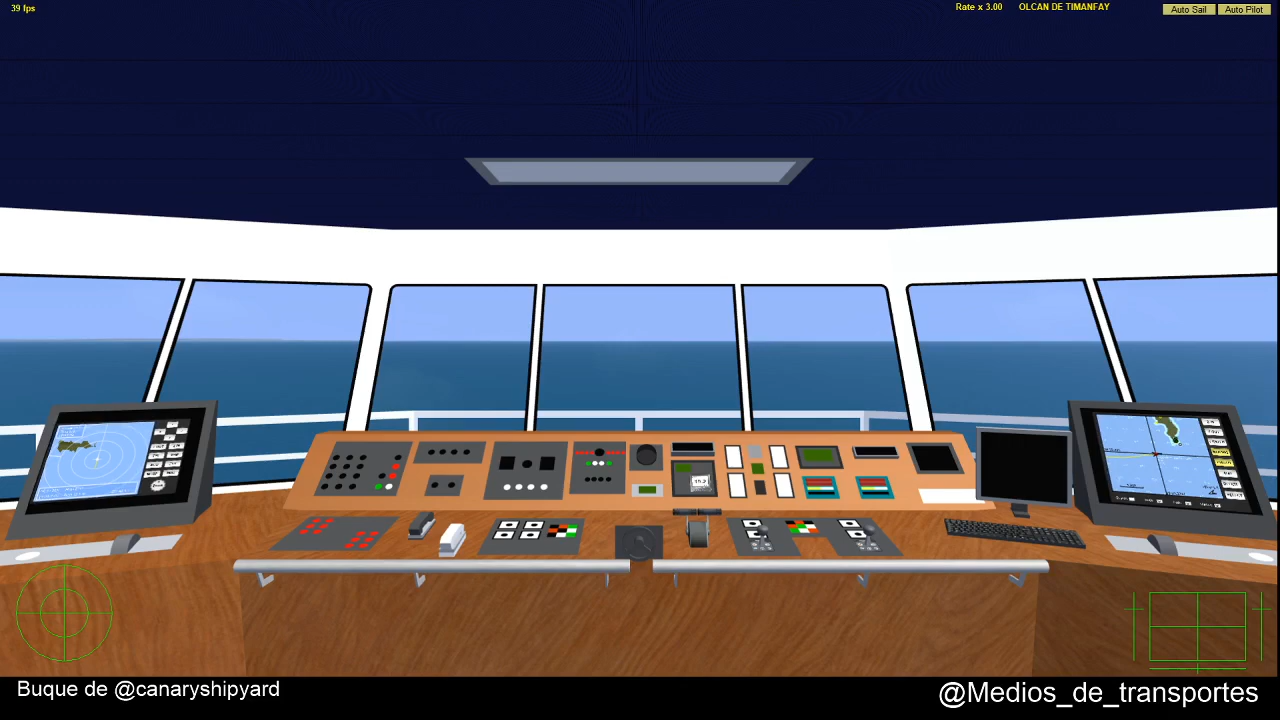 39 fps
Rate x 3.00 OLCAN DE TIMANFAY
Auto Sail Auto Pilot
Buque de @canaryshipyard
@Medios_de_transportes